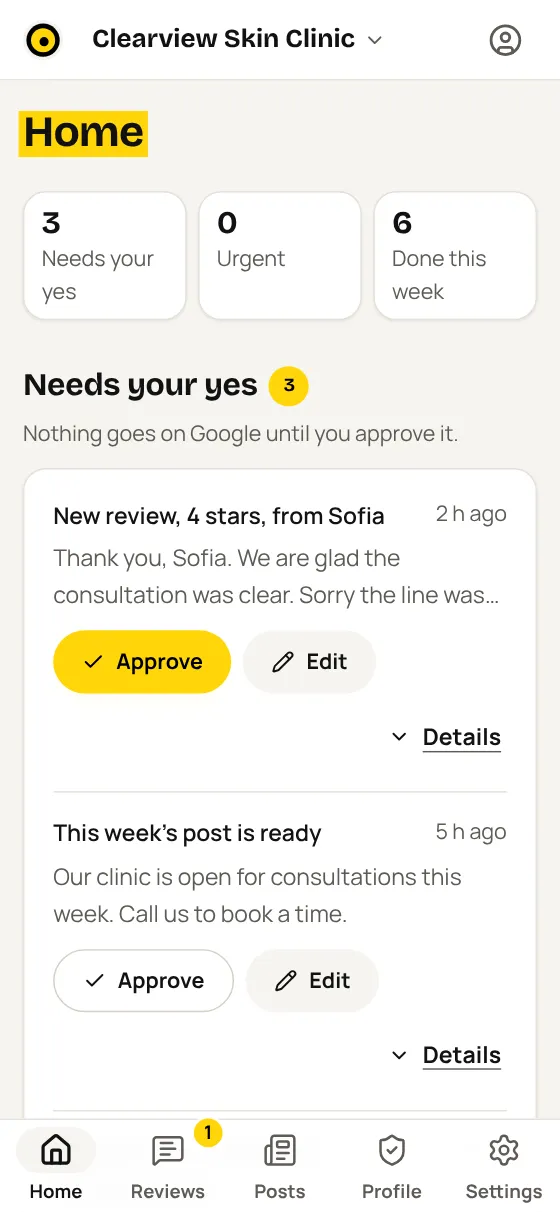 Clearview Skin Clinic
Home
3
Needs your
yes
0
Urgent
6
Done this
week
Needs your yes 3
Nothing goes on Google until you approve it.
New review, 4 stars, from Sofia 2 h ago
Thank you, Sofia. We are glad the
consultation was clear. Sorry the line was…
Approve Edit
Details
This week’s post is ready 5 h ago
Our clinic is open for consultations this
week. Call us to book a time.
Approve Edit
Details
1
Home Reviews Posts Profile Settings